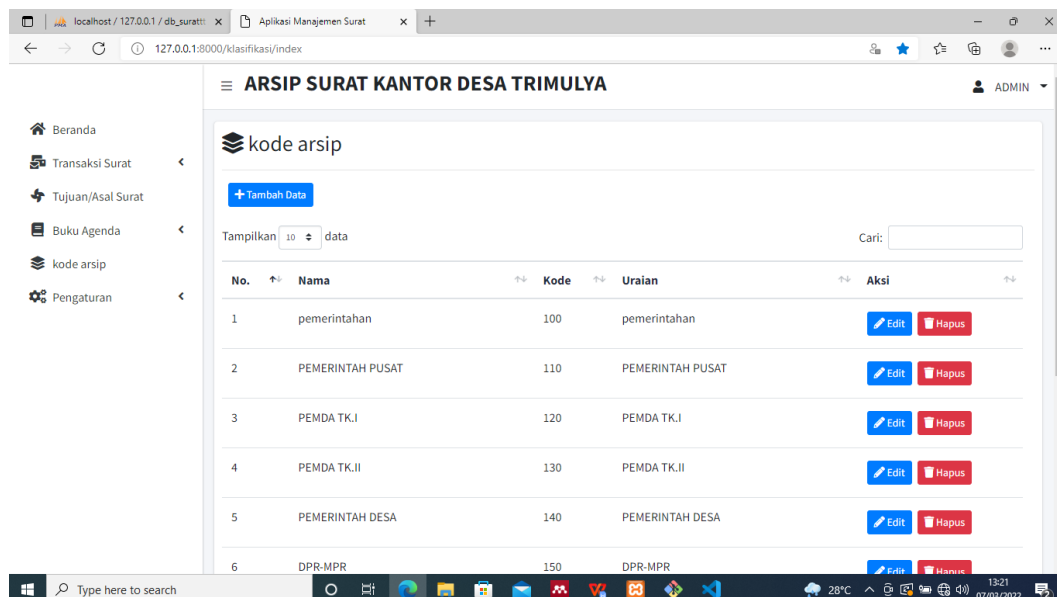 localhost / 127.0.0.1 / db_suratt
Aplikasi Manajemen Surat
127.0.0.1:8000/klasifikasi/index
ARSIP SURAT KANTOR DESA TRIMULYA
ADMIN
Beranda
Transaksi Surat
Tujuan/Asal Surat
Buku Agenda
kode arsip
Pengaturan
kode arsip
Tambah Data
Tampilkan 10 data
Cari:
No. Nama Kode Uraian Aksi
1 pemerintahan 100 pemerintahan Edit Hapus
2 PEMERINTAH PUSAT 110 PEMERINTAH PUSAT Edit Hapus
3 PEMDA TK.I 120 PEMDA TK.I Edit Hapus
4 PEMDA TK.II 130 PEMDA TK.II Edit Hapus
5 PEMERINTAH DESA 140 PEMERINTAH DESA Edit Hapus
6 DPR-MPR 150 DPR-MPR Edit Hapus
Type here to search
28°C
13:21
07/03/2022